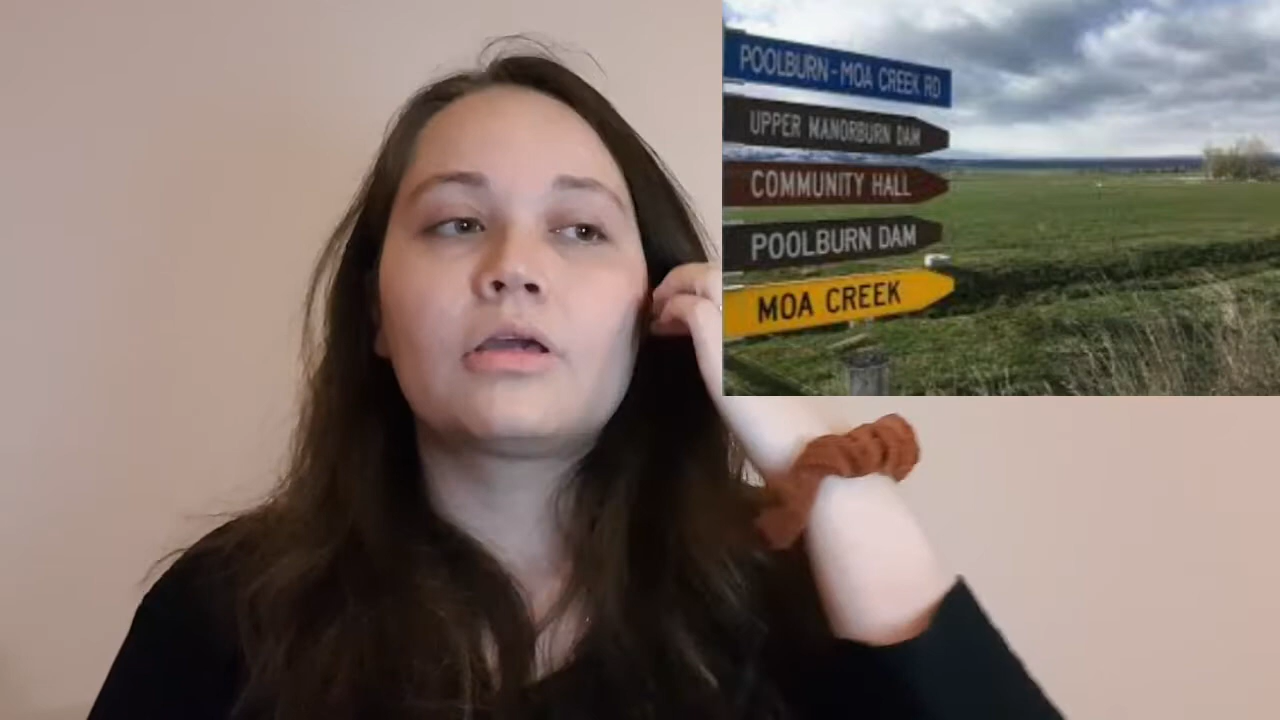 POOLBURN-MOA CREEK RD
UPPER MANORBURN DAM
COMMUNITY HALL
POOLBURN DAM
MOA CREEK